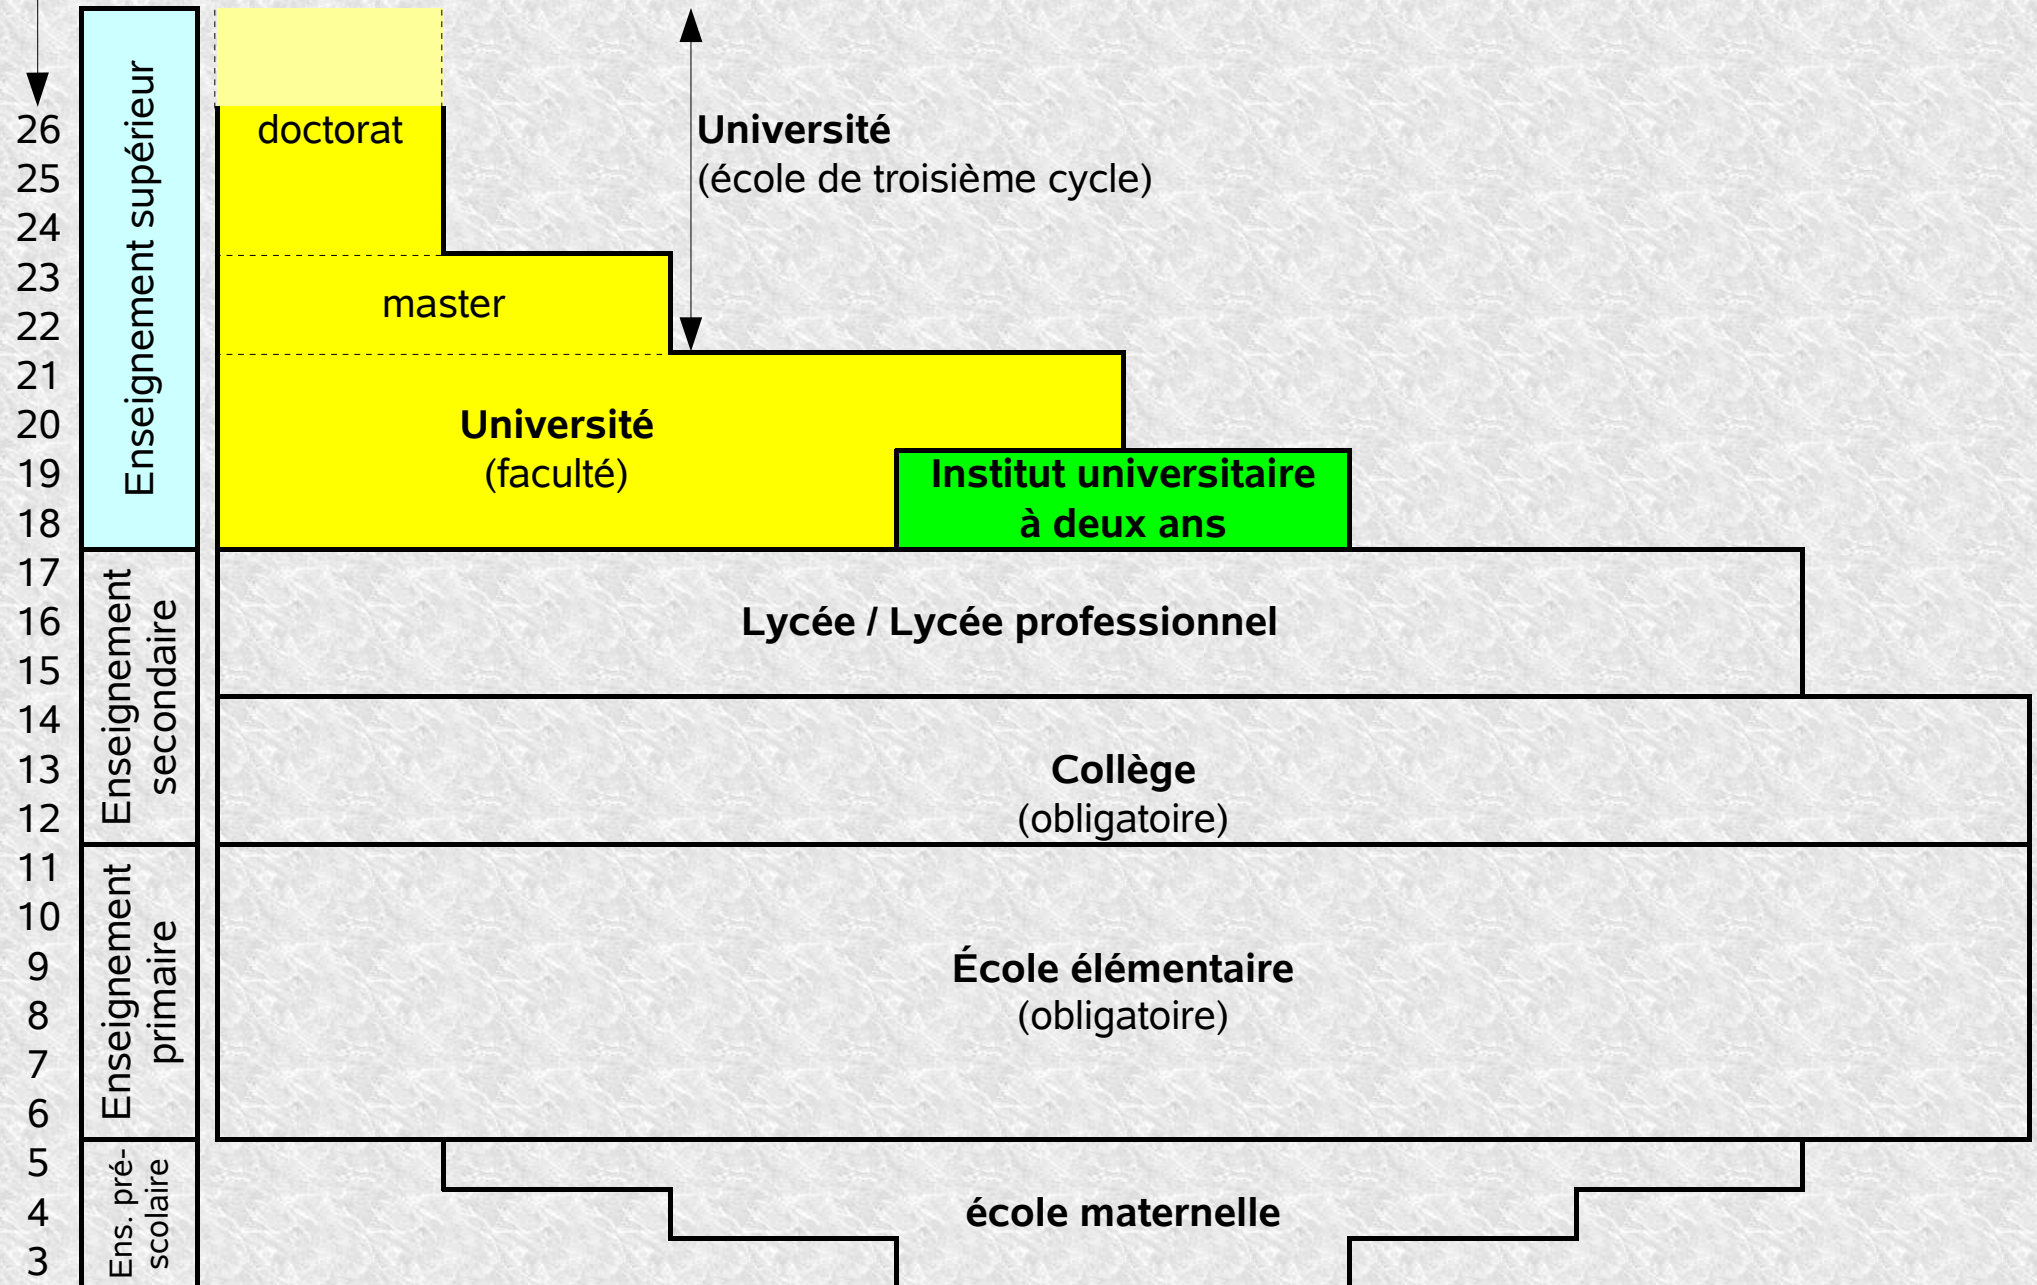 26
25
24
23
22
21
20
19
18
17
16
15
14
13
12
11
10
9
8
7
6
5
4
3
Enseignement supérieur
Enseignement
secondaire
Enseignement
primaire
Ens. pré-
scolaire
doctorat
Université
(école de troisième cycle)
master
Université
(faculté)
Institut universitaire
à deux ans
Lycée / Lycée professionnel
Collège
(obligatoire)
École élémentaire
(obligatoire)
école maternelle